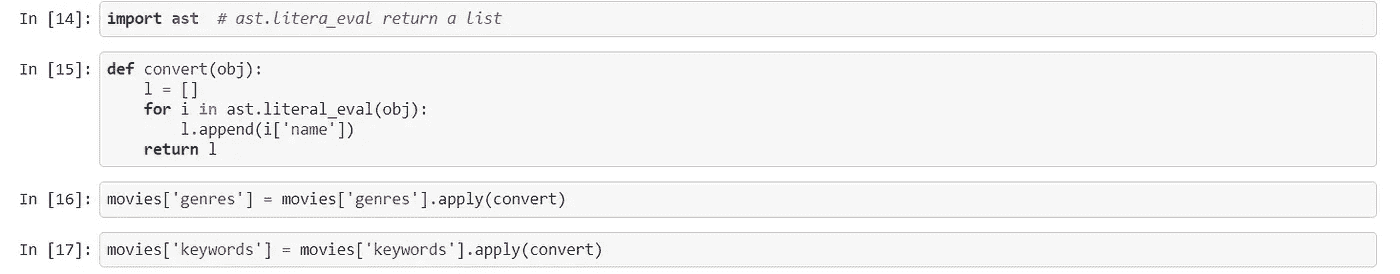 In [14]: import ast  # ast.litera_eval return a list
In [15]: def convert(obj):
    l = []
    for i in ast.literal_eval(obj):
        l.append(i['name'])
    return l
In [16]: movies['genres'] = movies['genres'].apply(convert)
In [17]: movies['keywords'] = movies['keywords'].apply(convert)